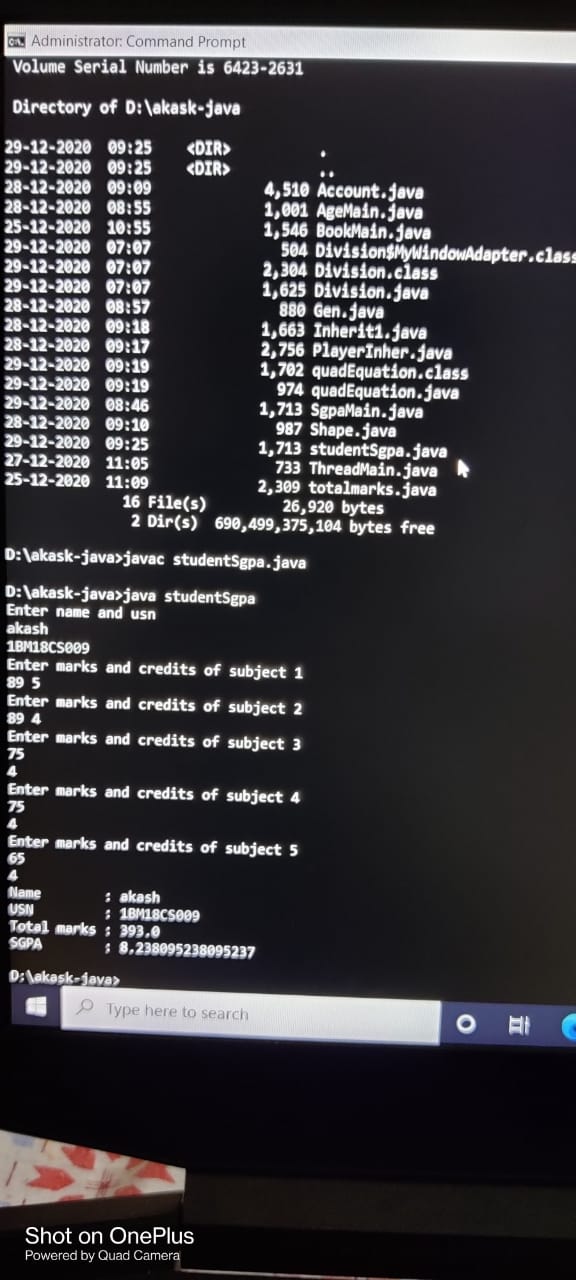 Administrator: Command Prompt
Volume Serial Number is 6423-2631
Directory of D:\akask-java
29-12-2020 09:25 <DIR> .
29-12-2020 09:25 <DIR> ..
28-12-2020 09:09 4,510 Account.java
28-12-2020 08:55 1,001 AgeMain.java
25-12-2020 10:55 1,546 BookMain.java
29-12-2020 07:07 504 Division$MyWindowAdapter.class
29-12-2020 07:07 2,304 Division.class
29-12-2020 07:07 1,625 Division.java
28-12-2020 08:57 880 Gen.java
28-12-2020 09:18 1,663 Inherit1.java
28-12-2020 09:17 2,756 PlayerInher.java
29-12-2020 09:19 1,702 quadEquation.class
29-12-2020 09:19 974 quadEquation.java
29-12-2020 08:46 1,713 SgpaMain.java
28-12-2020 09:10 987 Shape.java
29-12-2020 09:25 1,713 studentSgpa.java
27-12-2020 11:05 733 ThreadMain.java
25-12-2020 11:09 2,309 totalmarks.java
16 File(s) 26,920 bytes
2 Dir(s) 690,499,375,104 bytes free
D:\akask-java>javac studentSgpa.java
D:\akask-java>java studentSgpa
Enter name and usn
akash
1BM18CS009
Enter marks and credits of subject 1
89 5
Enter marks and credits of subject 2
89 4
Enter marks and credits of subject 3
75
4
Enter marks and credits of subject 4
75
4
Enter marks and credits of subject 5
65
4
Name : akash
USN : 1BM18CS009
Total marks : 393.0
SGPA : 8.238095238095237
D:\akask-java>
Type here to search
Shot on OnePlus
Powered by Quad Camera